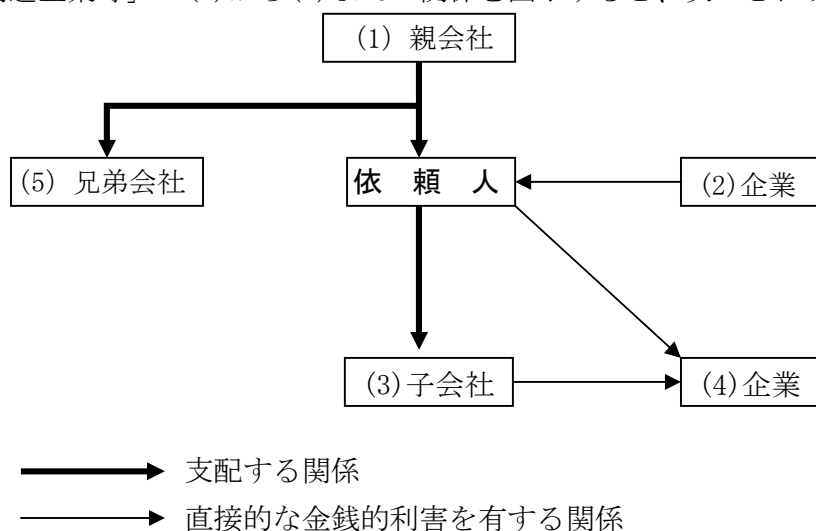 (1) 親会社
(5) 兄弟会社
依 頼 人
(2)企業
(3)子会社
(4)企業
支配する関係
直接的な金銭的利害を有する関係